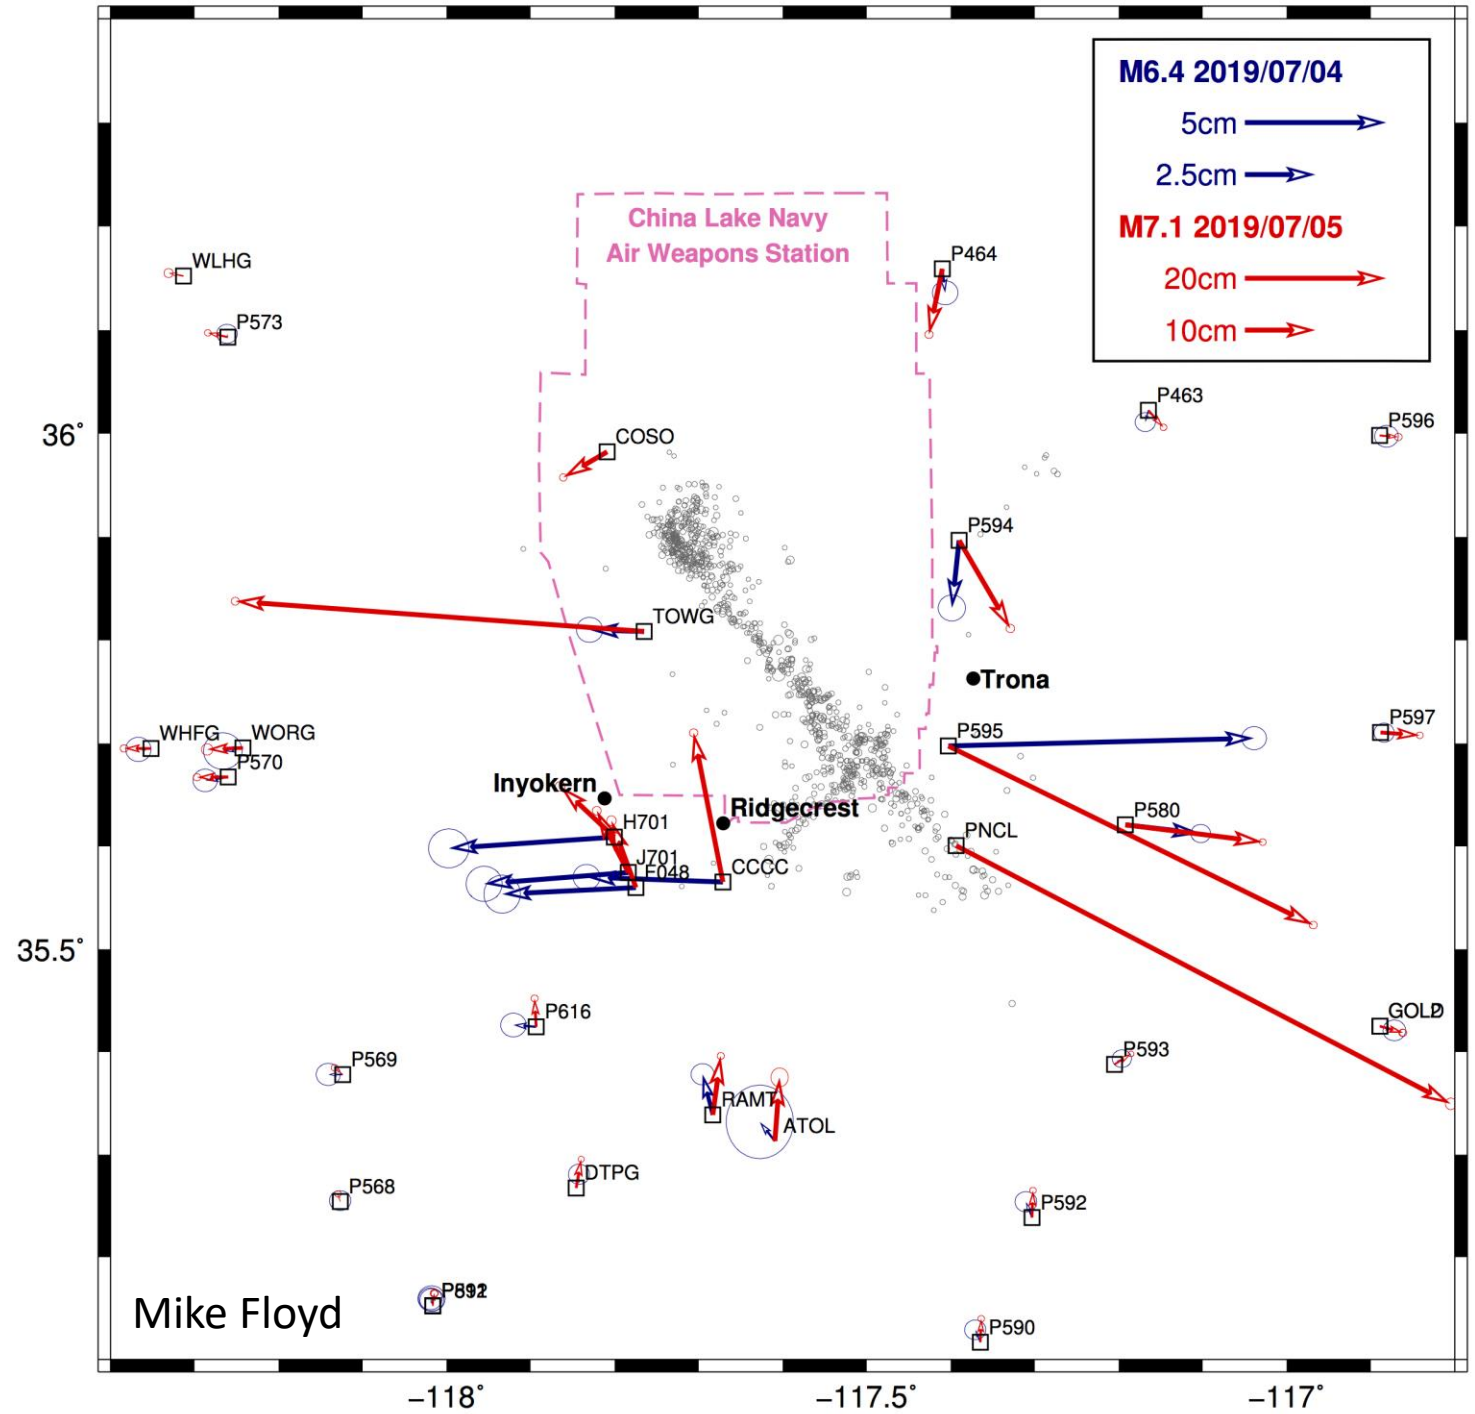 M6.4 2019/07/04
5cm
2.5cm
M7.1 2019/07/05
20cm
10cm
China Lake Navy
Air Weapons Station
P464
WLHG
P573
P463
P596
36°
COSO
P594
TOWG
Trona
P597
WHFG
WORG
P595
P570
Inyokern
Ridgecrest
H701
P580
PNCL
J701
F048
CCCC
35.5°
P616
GOLD
P593
P569
RAMT
ATOL
DTPG
P568
P592
P590
Mike Floyd
-118°
-117.5°
-117°